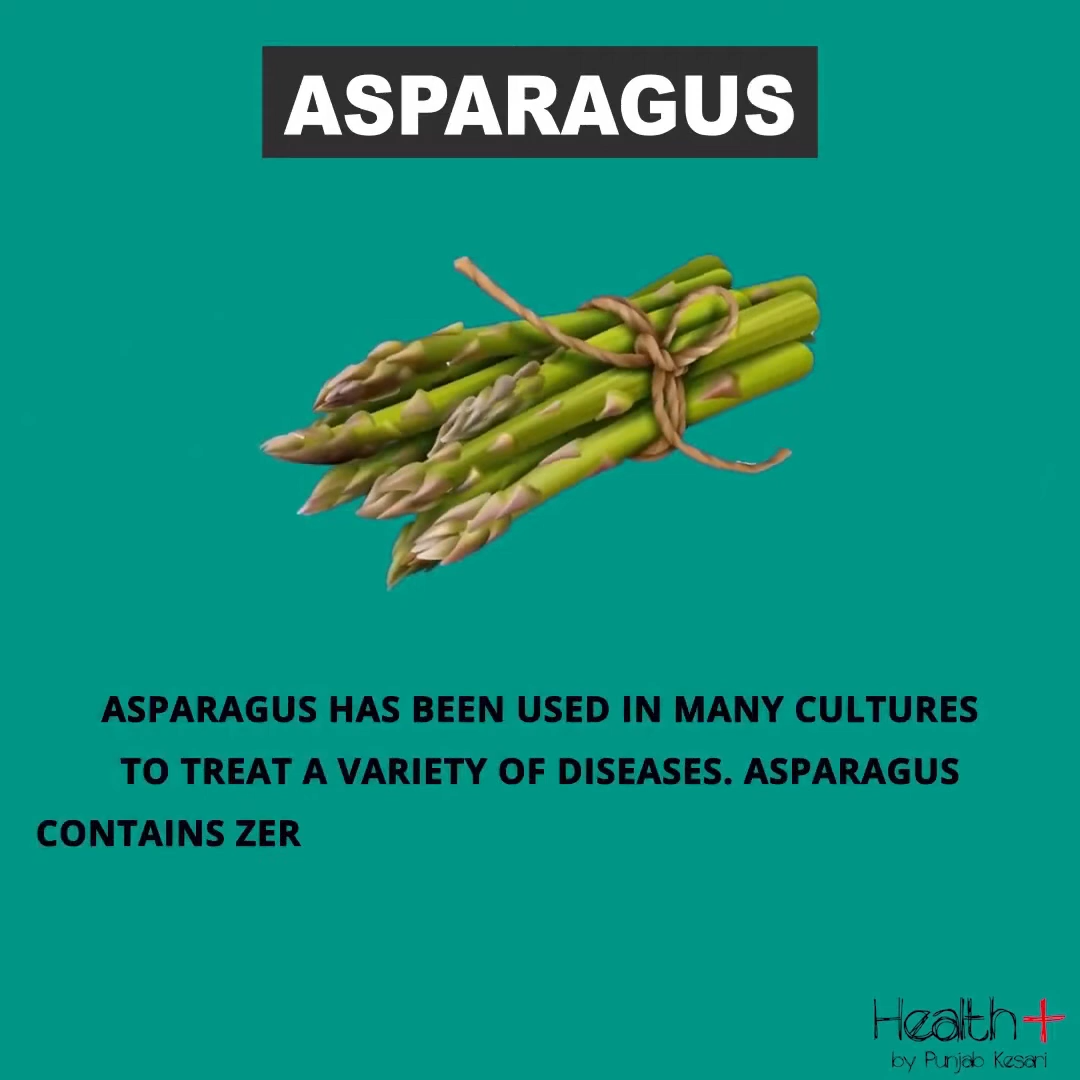 ASPARAGUS
ASPARAGUS HAS BEEN USED IN MANY CULTURES
TO TREAT A VARIETY OF DISEASES. ASPARAGUS
CONTAINS ZER
Health+
by Punjab Kesari